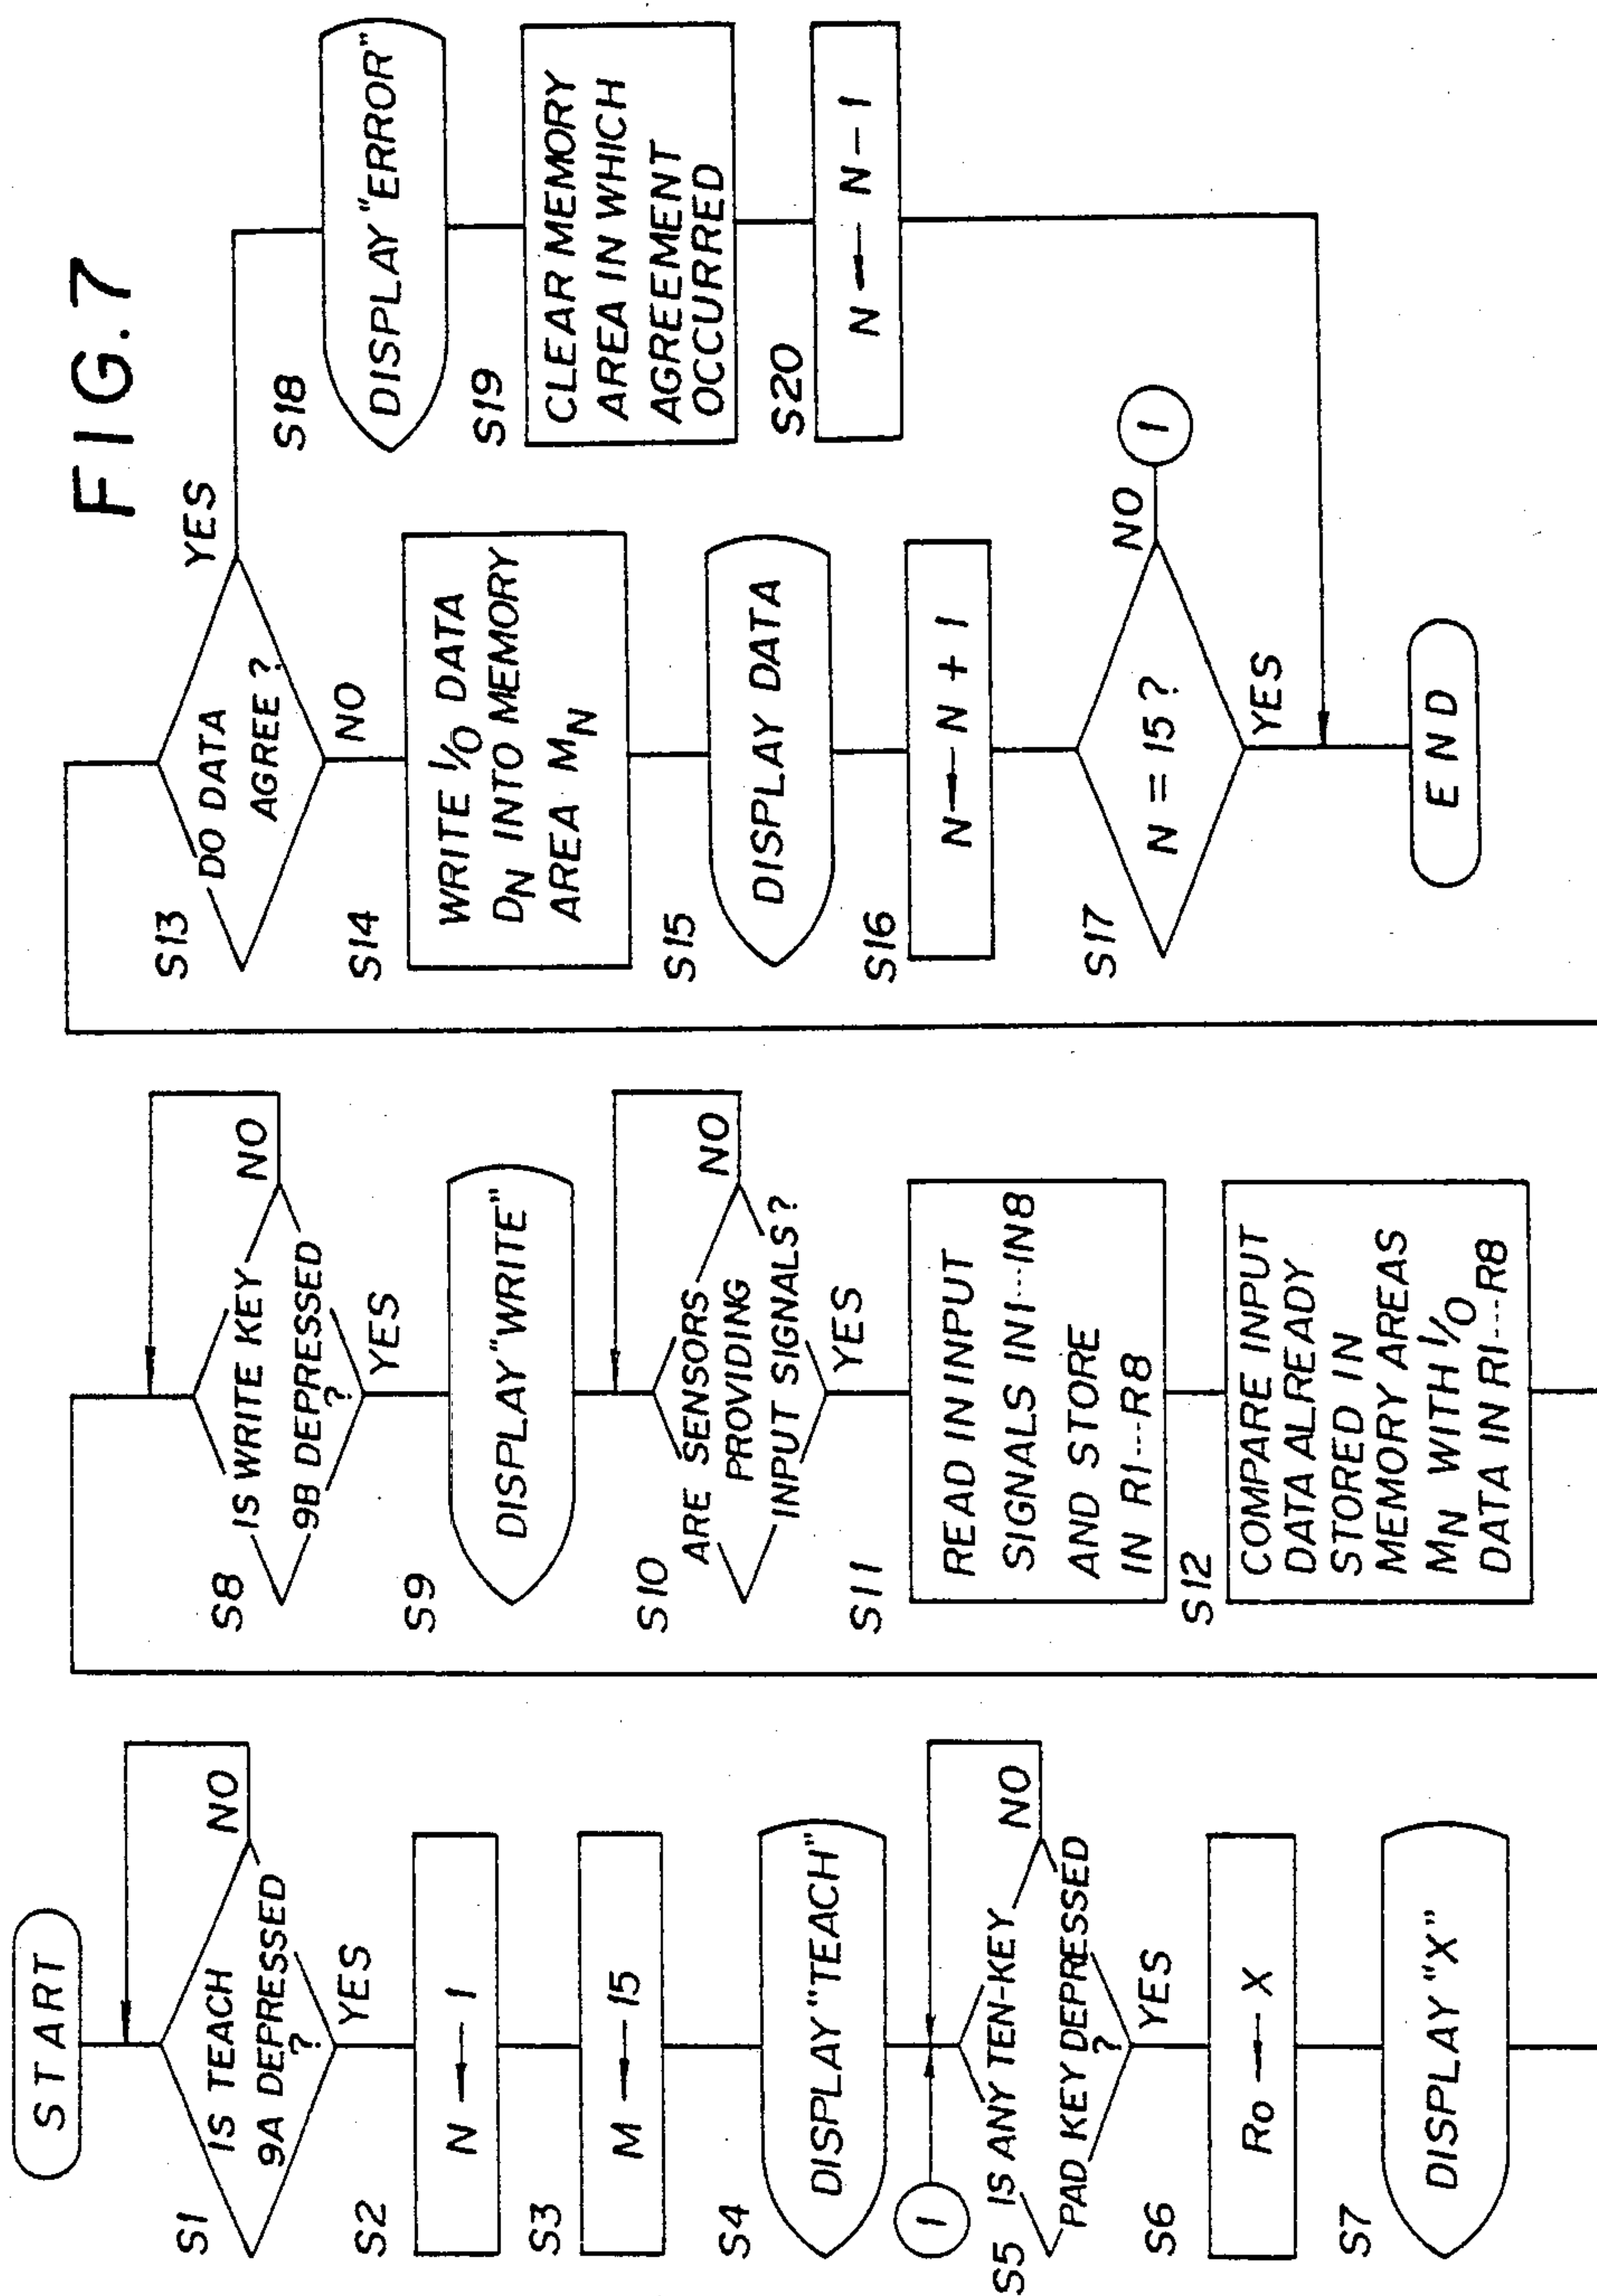 FIG.7
START
S1
IS TEACH
9A DEPRESSED
?
NO
YES
S2
N ← 1
S3
M ← 15
S4
DISPLAY "TEACH"
1
S5
IS ANY TEN-KEY
PAD KEY DEPRESSED
?
NO
YES
S6
Ro ← X
S7
DISPLAY "X"
S8
IS WRITE KEY
9B DEPRESSED
?
NO
YES
S9
DISPLAY "WRITE"
S10
ARE SENSORS
PROVIDING
INPUT SIGNALS?
NO
YES
S11
READ IN INPUT
SIGNALS IN1---IN8
AND STORE
IN R1---R8
S12
COMPARE INPUT
DATA ALREADY
STORED IN
MEMORY AREAS
MN WITH I/O
DATA IN R1---R8
S13
DO DATA
AGREE?
YES
NO
S14
WRITE I/O DATA
DN INTO MEMORY
AREA MN
S15
DISPLAY DATA
S16
N ← N + 1
S17
N = 15?
NO
1
YES
END
S18
DISPLAY "ERROR"
S19
CLEAR MEMORY
AREA IN WHICH
AGREEMENT
OCCURRED
S20
N ← N - 1